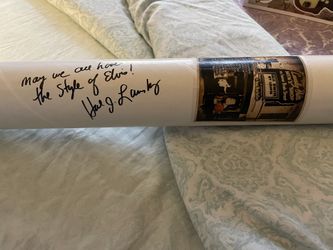 may we all have
the style of Elvis!
Hal J Lansky